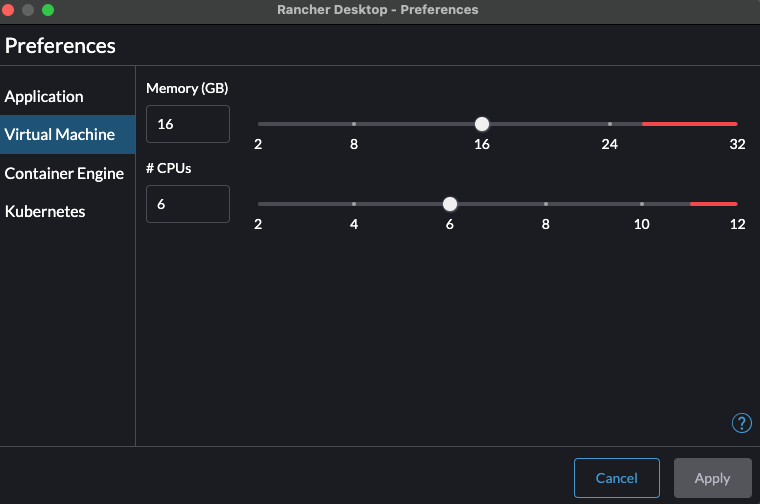 Rancher Desktop - Preferences
Preferences
Application
Virtual Machine
Container Engine
Kubernetes
Memory (GB)
16
2 8 16 24 32
# CPUs
6
2 4 6 8 10 12
?
Cancel Apply